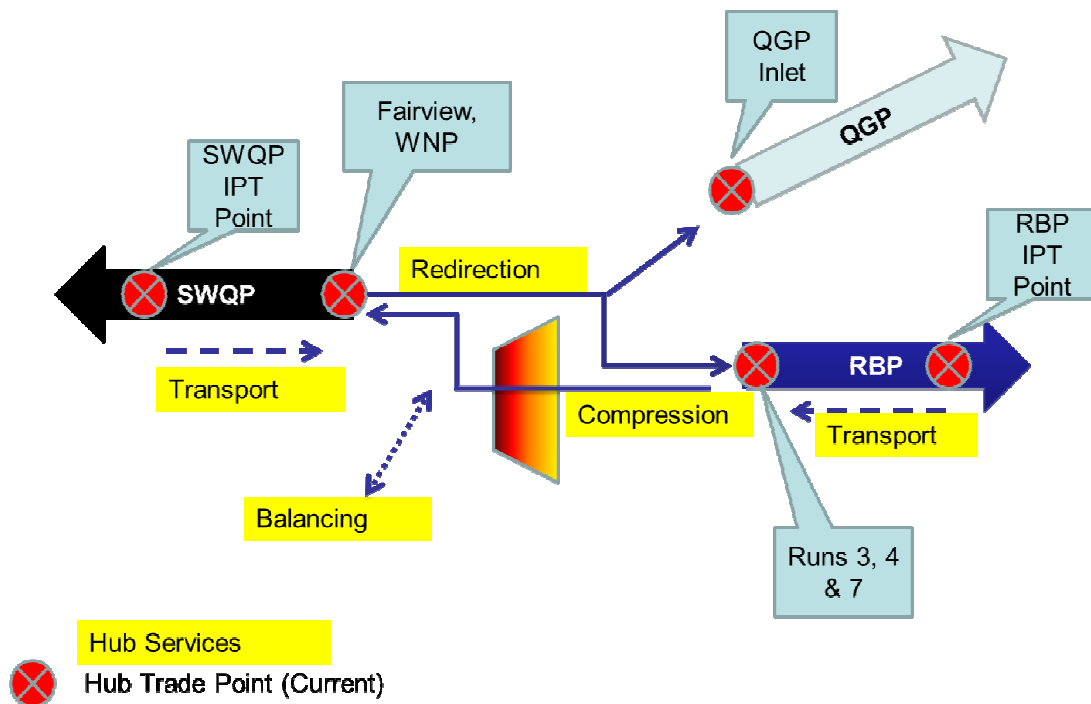 QGP
Inlet
QGP
Fairview,
WNP
SWQP
IPT
Point
RBP
IPT
Point
Redirection
SWQP
RBP
Transport
Compression
Transport
Balancing
Runs 3, 4
& 7
Hub Services
Hub Trade Point (Current)